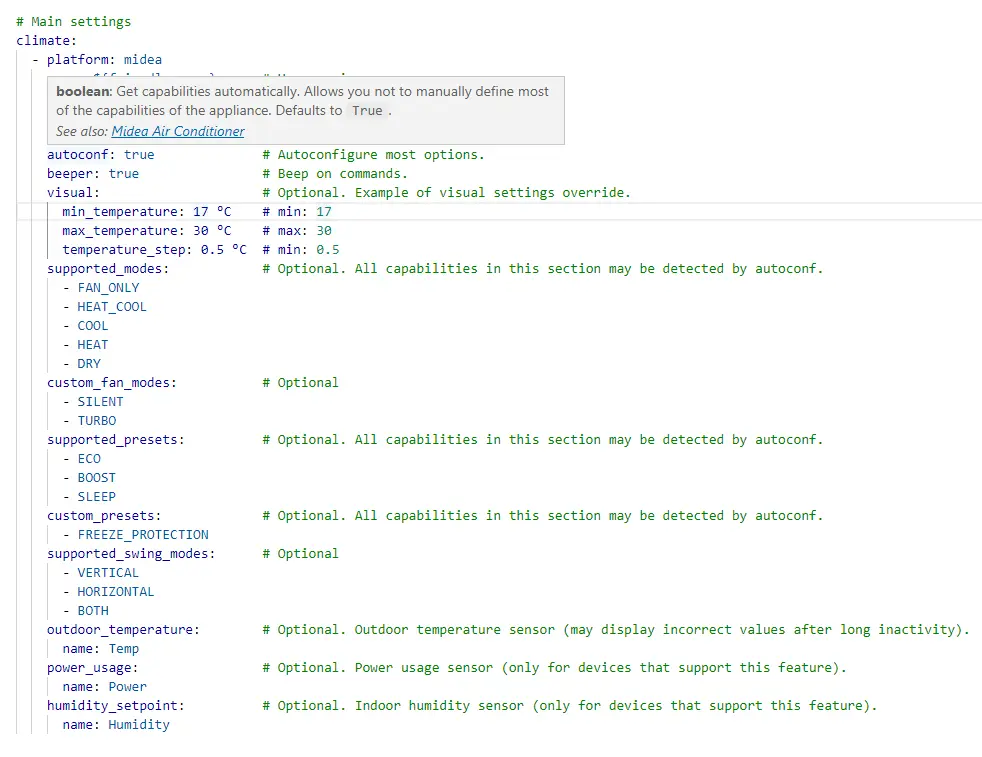 # Main settings
climate:
- platform: midea
boolean: Get capabilities automatically. Allows you not to manually define most
of the capabilities of the appliance. Defaults to True .
See also: Midea Air Conditioner
autoconf: true # Autoconfigure most options.
beeper: true # Beep on commands.
visual: # Optional. Example of visual settings override.
min_temperature: 17 ºC # min: 17
max_temperature: 30 ºC # max: 30
temperature_step: 0.5 ºC # min: 0.5
supported_modes: # Optional. All capabilities in this section may be detected by autoconf.
- FAN_ONLY
- HEAT_COOL
- COOL
- HEAT
- DRY
custom_fan_modes: # Optional
- SILENT
- TURBO
supported_presets: # Optional. All capabilities in this section may be detected by autoconf.
- ECO
- BOOST
- SLEEP
custom_presets: # Optional. All capabilities in this section may be detected by autoconf.
- FREEZE_PROTECTION
supported_swing_modes: # Optional
- VERTICAL
- HORIZONTAL
- BOTH
outdoor_temperature: # Optional. Outdoor temperature sensor (may display incorrect values after long inactivity).
name: Temp
power_usage: # Optional. Power usage sensor (only for devices that support this feature).
name: Power
humidity_setpoint: # Optional. Indoor humidity sensor (only for devices that support this feature).
name: Humidity